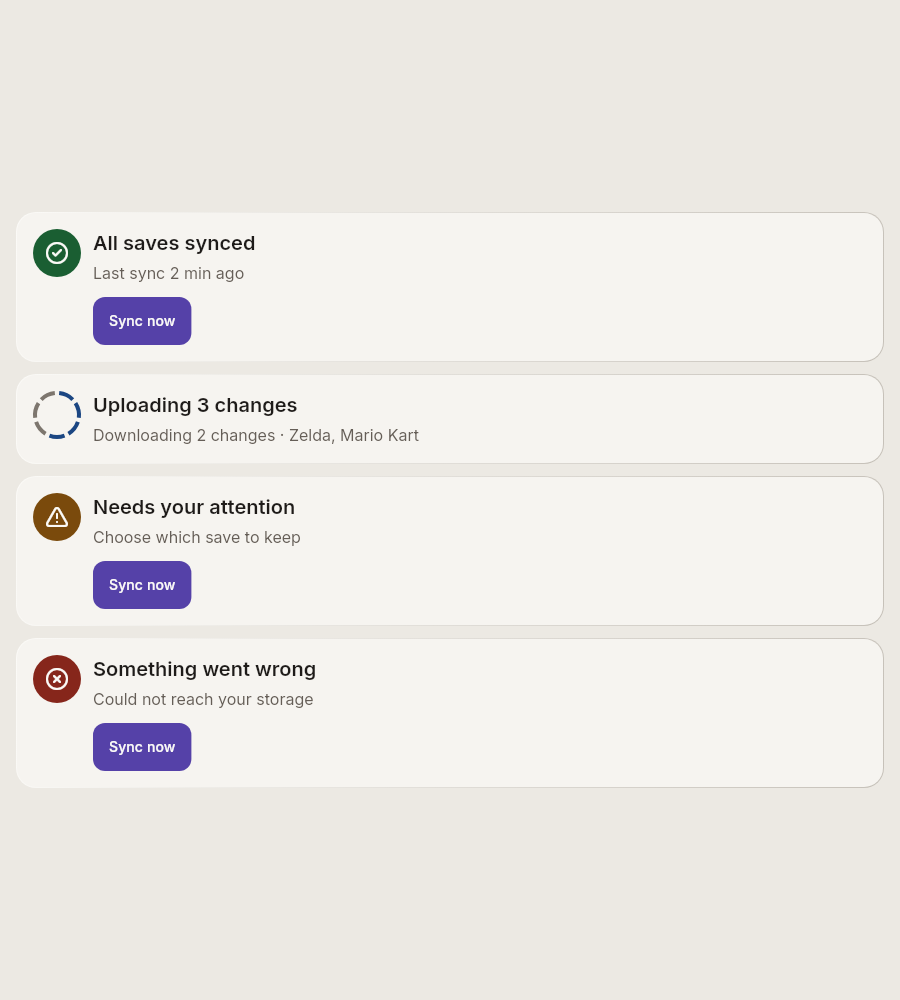 All saves synced
Last sync 2 min ago
Sync now
Uploading 3 changes
Downloading 2 changes · Zelda, Mario Kart
Needs your attention
Choose which save to keep
Sync now
Something went wrong
Could not reach your storage
Sync now